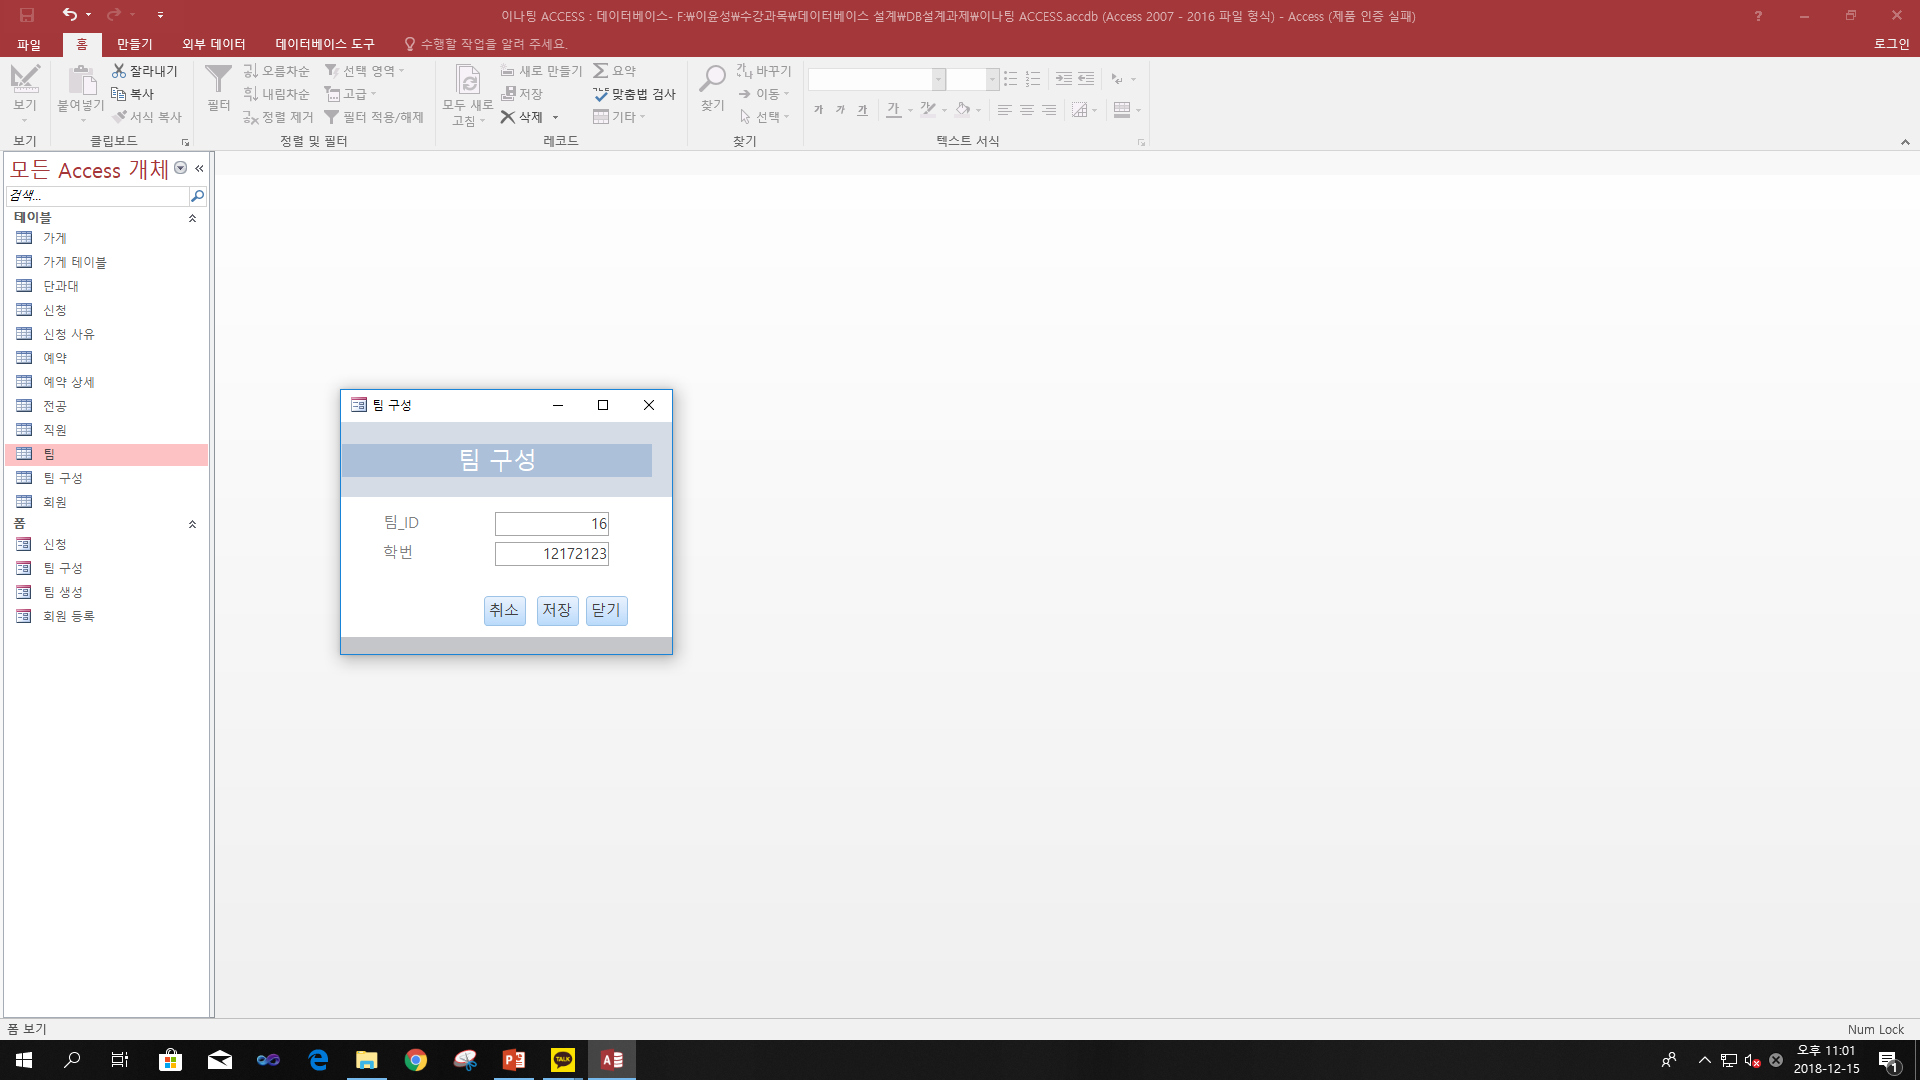 이나팅 ACCESS : 데이터베이스- F:₩이윤성₩수강과목₩데이터베이스 설계₩DB설계과제₩이나팅 ACCESS.accdb (Access 2007 - 2016 파일 형식) - Access (제품 인증 실패)
?
파일 홈 만들기 외부 데이터 데이터베이스 도구 수행할 작업을 알려 주세요. 로그인
잘라내기 오름차순 선택 영역 새로 만들기 요약 바꾸기
보기 붙여넣기 복사 필터 내림차순 고급 모두 새로 고침 저장 맞춤법 검사 찾기 이동
서식 복사 정렬 제거 필터 적용/해제 삭제 기타 선택 가 가 가 가
보기 클립보드 정렬 및 필터 레코드 찾기 텍스트 서식
모든 Access 개체
검색...
테이블
가게
가게 테이블
단과대
신청
신청 사유
예약
예약 상세
전공
직원
팀
팀 구성
회원
폼
신청
팀 구성
팀 생성
회원 등록
팀 구성
팀 구성
팀_ID 16
학번 12172123
취소 저장 닫기
폼 보기 Num Lock
TALK
오후 11:01
2018-12-15
1